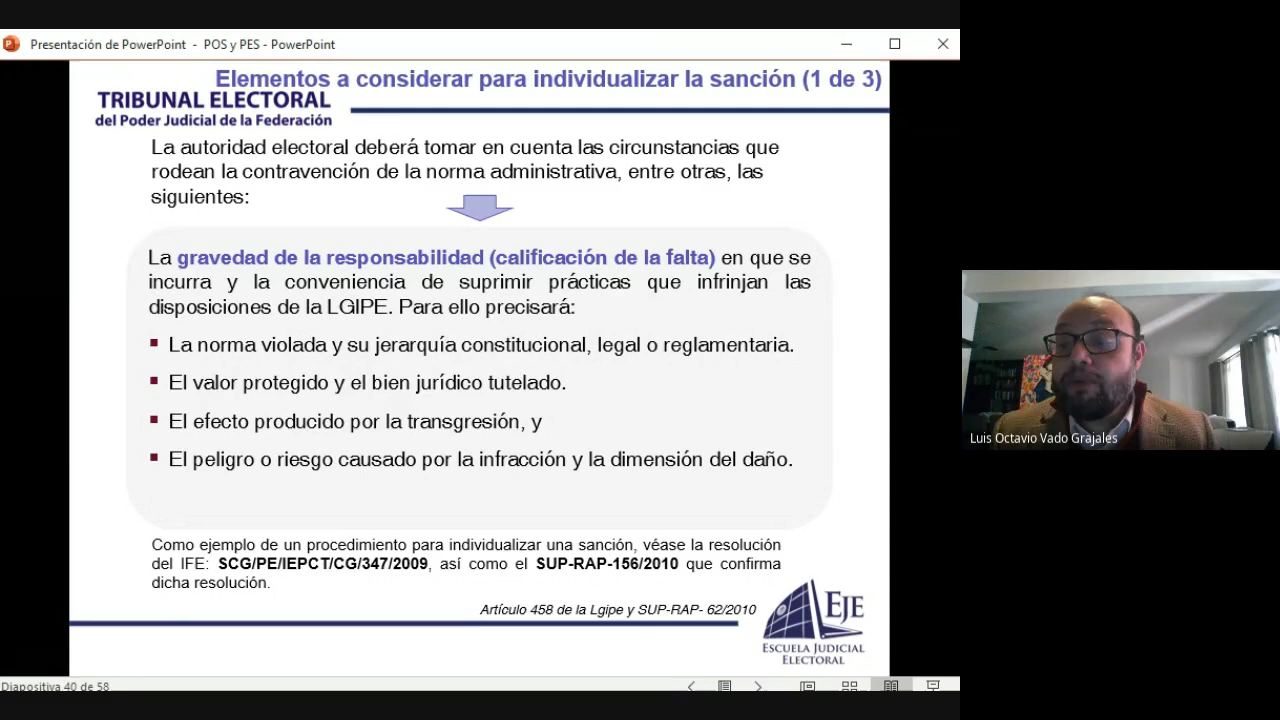 Presentación de PowerPoint - POS y PES - PowerPoint
Elementos a considerar para individualizar la sanción (1 de 3)
TRIBUNAL ELECTORAL
del Poder Judicial de la Federación
La autoridad electoral deberá tomar en cuenta las circunstancias que
rodean la contravención de la norma administrativa, entre otras, las
siguientes:
La gravedad de la responsabilidad (calificación de la falta) en que se
incurra y la conveniencia de suprimir prácticas que infrinjan las
disposiciones de la LGIPE. Para ello precisará:
La norma violada y su jerarquía constitucional, legal o reglamentaria.
El valor protegido y el bien jurídico tutelado.
El efecto producido por la transgresión, y
El peligro o riesgo causado por la infracción y la dimensión del daño.
Como ejemplo de un procedimiento para individualizar una sanción, véase la resolución
del IFE: SCG/PE/IEPCT/CG/347/2009, así como el SUP-RAP-156/2010 que confirma
dicha resolución.
Artículo 458 de la Lgipe y SUP-RAP- 62/2010
EJE
ESCUELA JUDICIAL
ELECTORAL
Diapositiva 40 de 58
Luis Octavio Vado Grajales